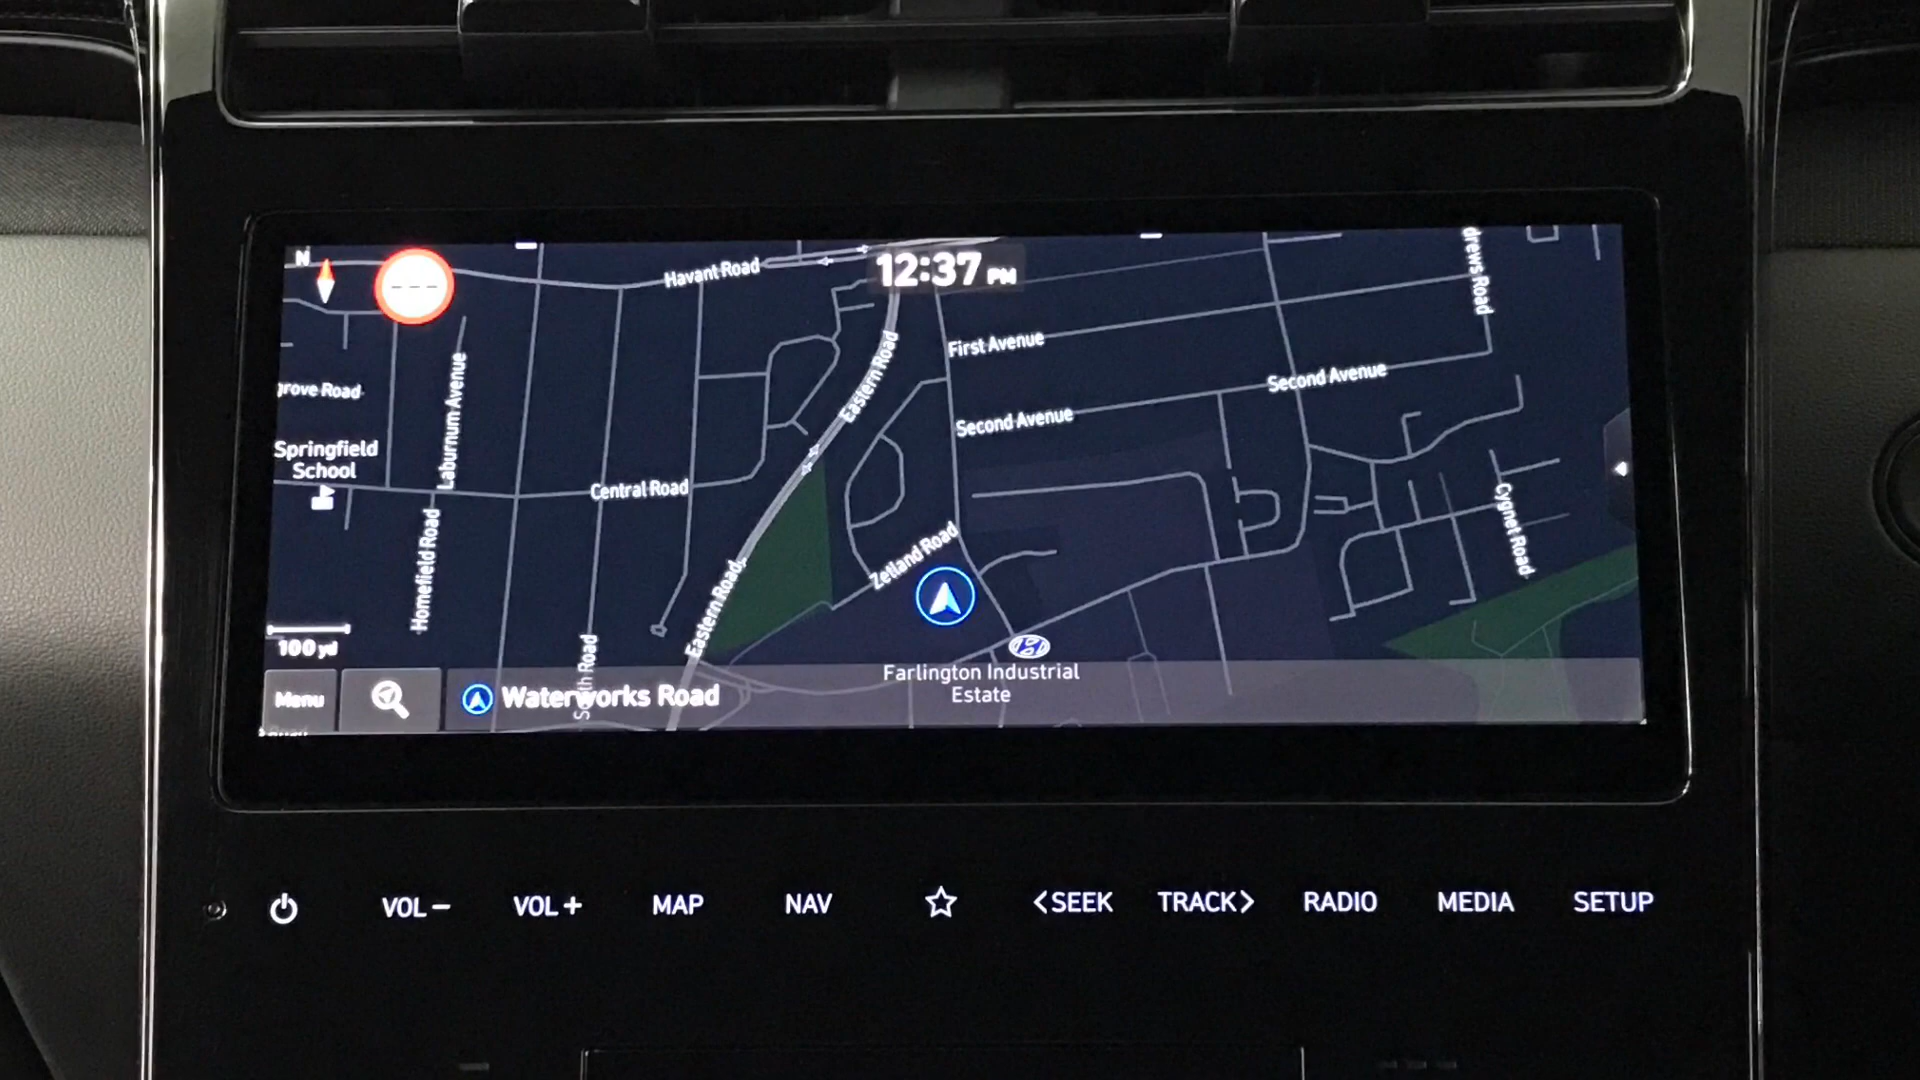 N
Havant Road
12:37 PM
drews Road
First Avenue
Eastern Road
Laburnum Avenue
grove Road
Second Avenue
Second Avenue
Springfield
School
Central Road
Cygnet Road
Homefield Road
Zetland Road
Eastern Road
100 yd
South Road
Farlington Industrial
Estate
Menu
Waterworks Road
VOL −
VOL +
MAP
NAV
<SEEK
TRACK>
RADIO
MEDIA
SETUP